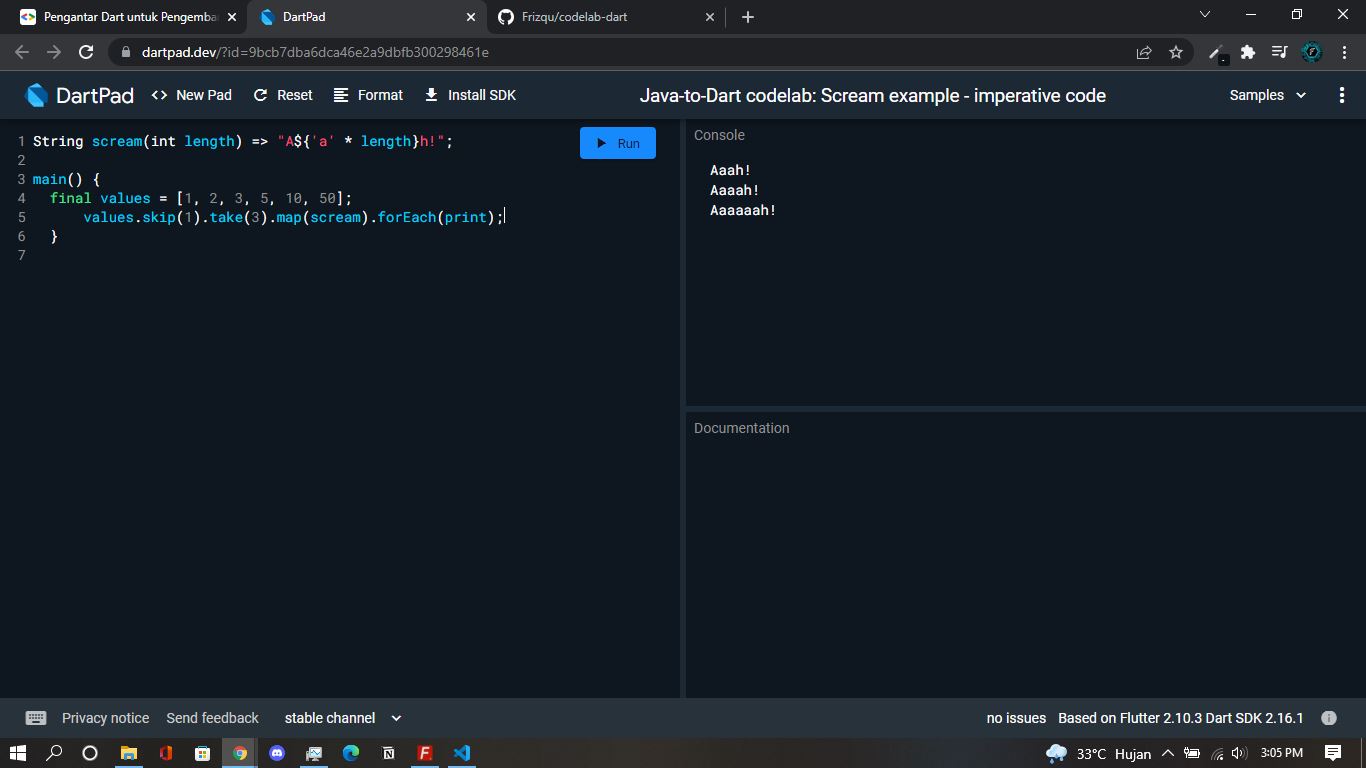 Pengantar Dart untuk Pengemba
DartPad
Frizqu/codelab-dart
dartpad.dev/?id=9bcb7dba6dca46e2a9dbfb300298461e
DartPad
<> New Pad
Reset
Format
Install SDK
Java-to-Dart codelab: Scream example - imperative code
Samples
1 String scream(int length) => "A${'a' * length}h!";
2
3 main() {
4   final values = [1, 2, 3, 5, 10, 50];
5       values.skip(1).take(3).map(scream).forEach(print);
6   }
7
Run
Console
Aaah!
Aaaah!
Aaaaaah!
Documentation
Privacy notice
Send feedback
stable channel
no issues
Based on Flutter 2.10.3 Dart SDK 2.16.1
33°C Hujan
3:05 PM